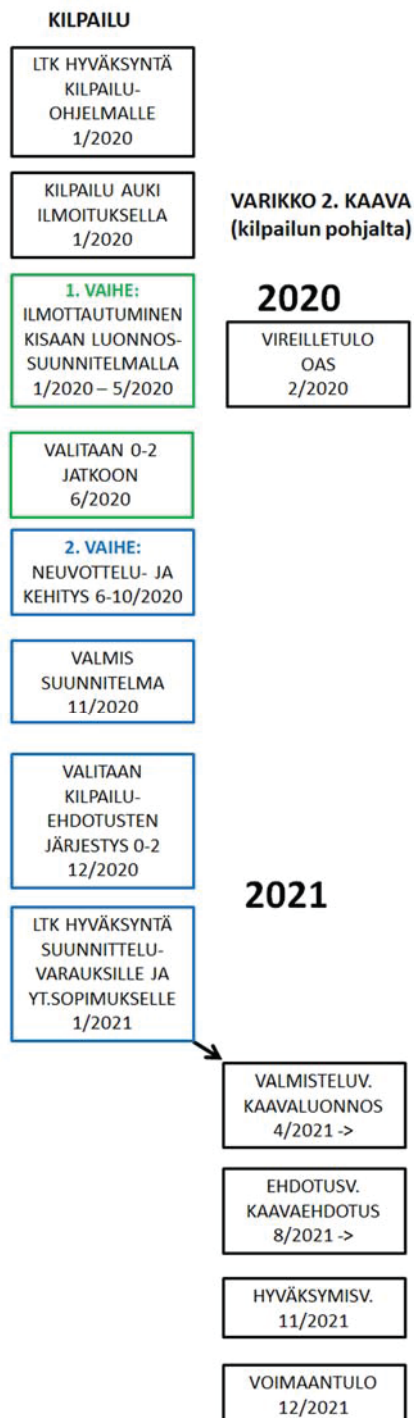 KILPAILU
LTK HYVÄKSYNTÄ
KILPAILU-
OHJELMALLE
1/2020
KILPAILU AUKI
ILMOITUKSELLA
1/2020
1. VAIHE:
ILMOTTAUTUMINEN
KISAAN LUONNOS-
SUUNNITELMALLA
1/2020 – 5/2020
VALITAAN 0-2
JATKOON
6/2020
2. VAIHE:
NEUVOTTELU- JA
KEHITYS 6-10/2020
VALMIS
SUUNNITELMA
11/2020
VALITAAN
KILPAILU-
EHDOTUSTEN
JÄRJESTYS 0-2
12/2020
LTK HYVÄKSYNTÄ
SUUNNITTELU-
VARAUKSILLE JA
YT.SOPIMUKSELLE
1/2021
VARIKKO 2. KAAVA
(kilpailun pohjalta)
2020
VIREILLETULO
OAS
2/2020
2021
VALMISTELUV.
KAAVALUONNOS
4/2021 ->
EHDOTUSV.
KAAVAEHDOTUS
8/2021 ->
HYVÄKSYMISV.
11/2021
VOIMAANTULO
12/2021